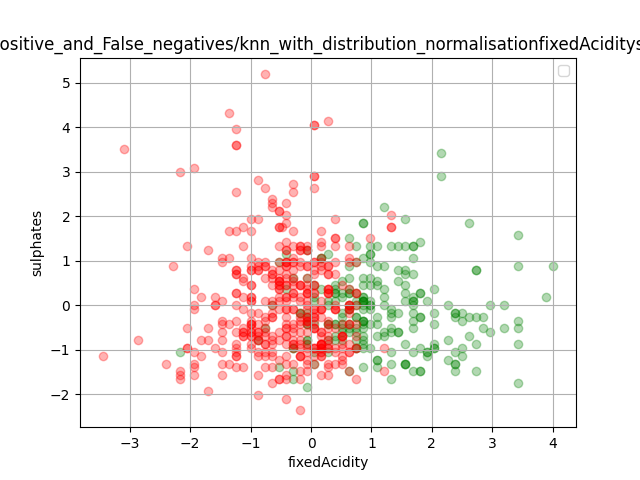 ositive_and_False_negatives/knn_with_distribution_normalisationfixedAciditys
5
4
3
2
1
0
−1
−2
sulphates
−3 −2 −1 0 1 2 3 4
fixedAcidity